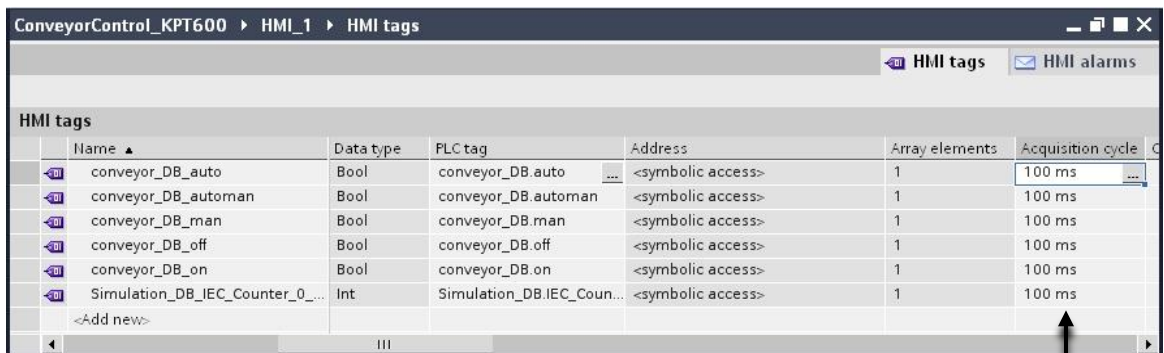 ConveyorControl_KPT600 ▸ HMI_1 ▸ HMI tags
HMI tags HMI alarms
HMI tags
Name ▲ Data type PLC tag Address Array elements Acquisition cycle C
conveyor_DB_auto Bool conveyor_DB.auto ... <symbolic access> 1 100 ms ...
conveyor_DB_automan Bool conveyor_DB.automan <symbolic access> 1 100 ms
conveyor_DB_man Bool conveyor_DB.man <symbolic access> 1 100 ms
conveyor_DB_off Bool conveyor_DB.off <symbolic access> 1 100 ms
conveyor_DB_on Bool conveyor_DB.on <symbolic access> 1 100 ms
Simulation_DB_IEC_Counter_0_... Int Simulation_DB.IEC_Coun... <symbolic access> 1 100 ms
<Add new>